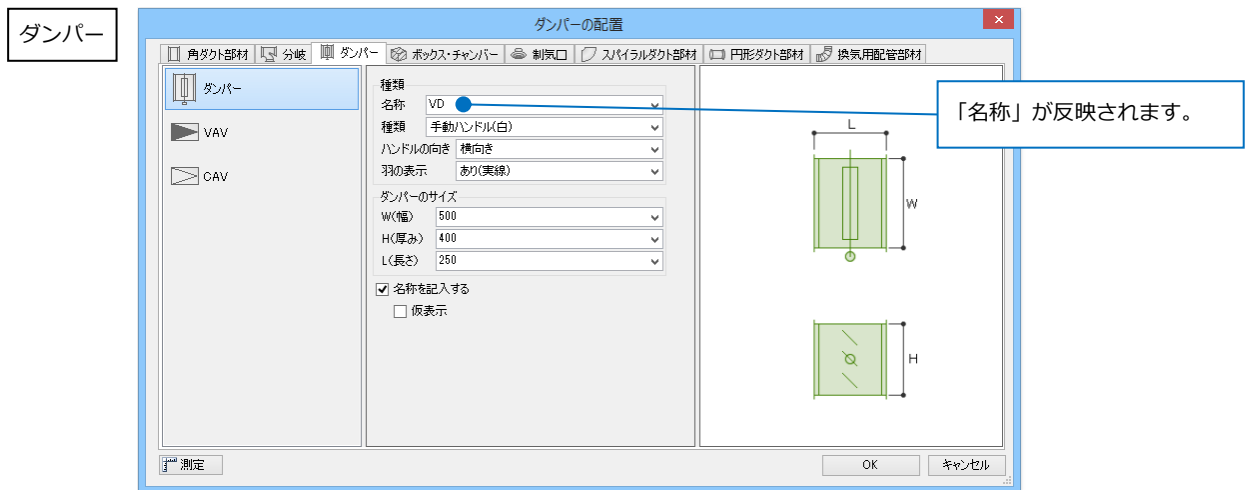 ダンパー
ダンパーの配置
角ダクト部材 分岐 ダンパー ボックス・チャンバー 制気口 スパイラルダクト部材 円形ダクト部材 換気用配管部材
ダンパー
VAV
CAV
種類
名称 VD
種類 手動ハンドル(白)
ハンドルの向き 横向き
羽の表示 あり(実線)
ダンパーのサイズ
W(幅) 500
H(厚み) 400
L(長さ) 250
名称を記入する
仮表示
L
W
H
「名称」が反映されます。
測定
OK キャンセル